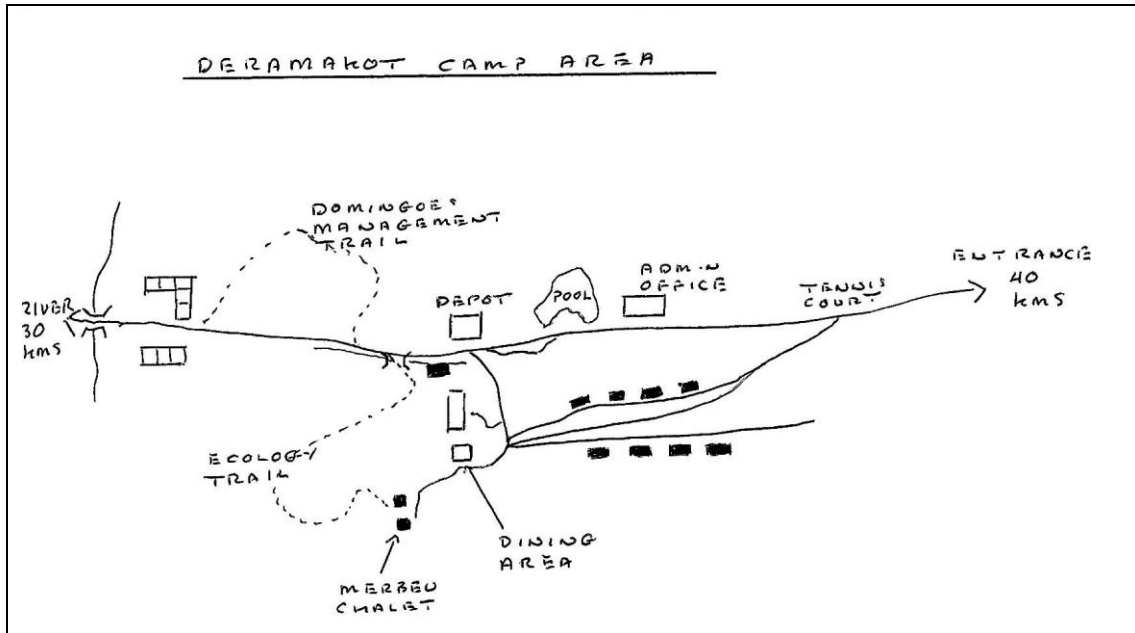 DERAMAKOT CAMP AREA
DOMINGOES
MANAGEMENT
TRAIL
RIVER
30
kms
DEPOT
POOL
ADMIN
OFFICE
TENNIS
COURT
ENTRANCE
40
kms
ECOLOGY
TRAIL
DINING
AREA
MERBEU
CHALET